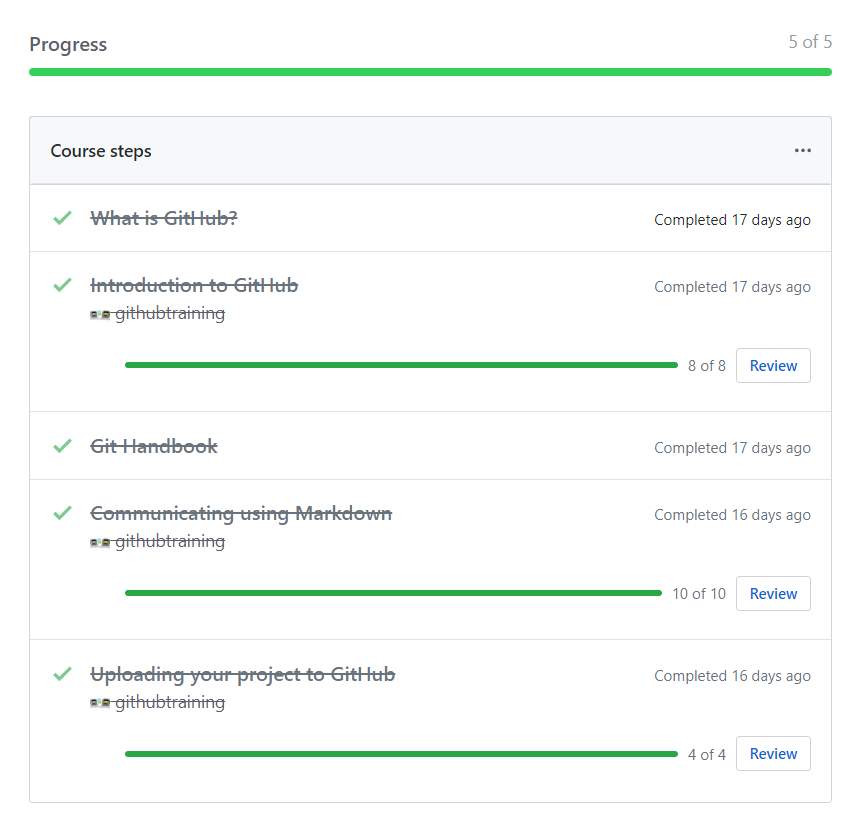 Progress
5 of 5
Course steps
What is GitHub?
Completed 17 days ago
Introduction to GitHub
Completed 17 days ago
githubtraining
8 of 8
Review
Git Handbook
Completed 17 days ago
Communicating using Markdown
Completed 16 days ago
githubtraining
10 of 10
Review
Uploading your project to GitHub
Completed 16 days ago
githubtraining
4 of 4
Review